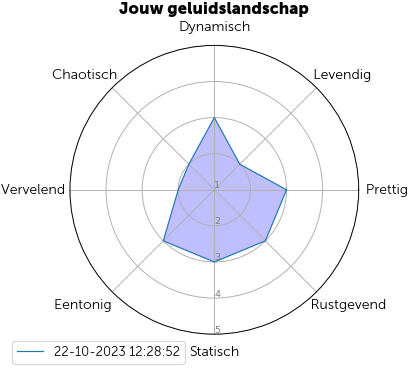 Jouw geluidslandschap
Dynamisch
Chaotisch
Levendig
Vervelend
Prettig
1
2
3
4
5
Eentonig
Rustgevend
Statisch
22-10-2023 12:28:52